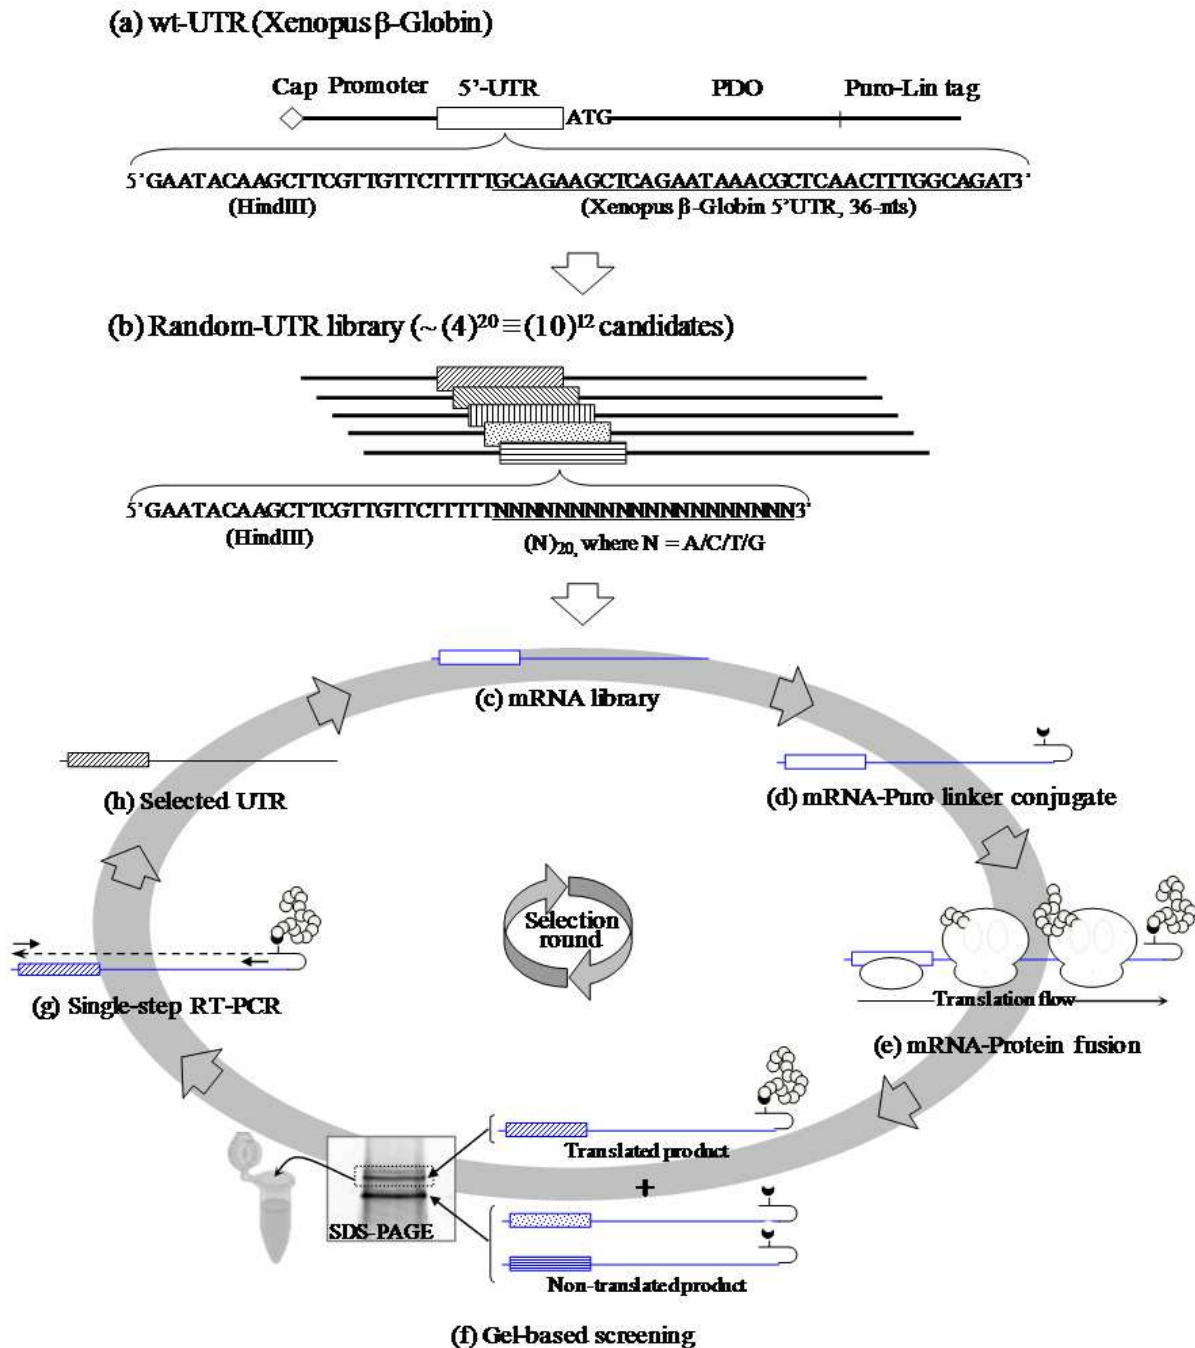 (a) wt-UTR (Xenopus β-Globin)
Cap Promoter 5'-UTR ATG PDO Puro-Lin tag
5'GAATACAAGCTTCGTTGTTCTTTTTGCAGAAGCTCAGAATAAACGCTCAACTTTGGCAGAT3'
(HindIII) (Xenopus β-Globin 5'UTR, 36-nts)
(b) Random-UTR library (~ (4)20 ≡ (10)12 candidates)
5'GAATACAAGCTTCGTTGTTCTTTTTNNNNNNNNNNNNNNNNNNNN3'
(HindIII) (N)20, where N = A/C/T/G
(c) mRNA library
(d) mRNA-Puro linker conjugate
(h) Selected UTR
Selection
round
(g) Single-step RT-PCR
Translation flow
(e) mRNA-Protein fusion
Translated product
+
SDS-PAGE
Non-translated product
(f) Gel-based screening